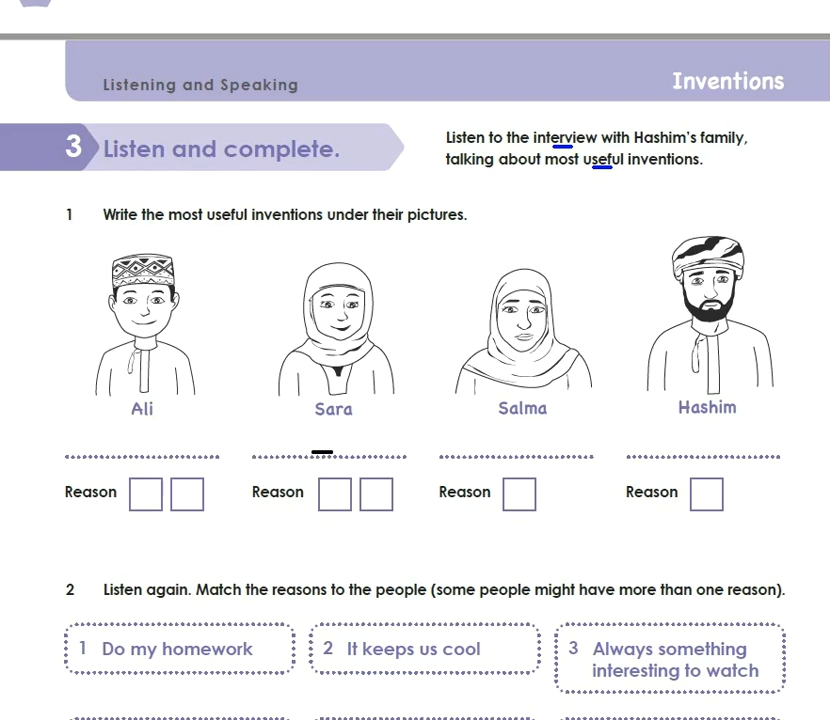 Listening and Speaking
Inventions
3 Listen and complete.
Listen to the interview with Hashim's family,
talking about most useful inventions.
1 Write the most useful inventions under their pictures.
Ali Sara Salma Hashim
Reason Reason Reason Reason
2 Listen again. Match the reasons to the people (some people might have more than one reason).
1 Do my homework
2 It keeps us cool
3 Always something
interesting to watch